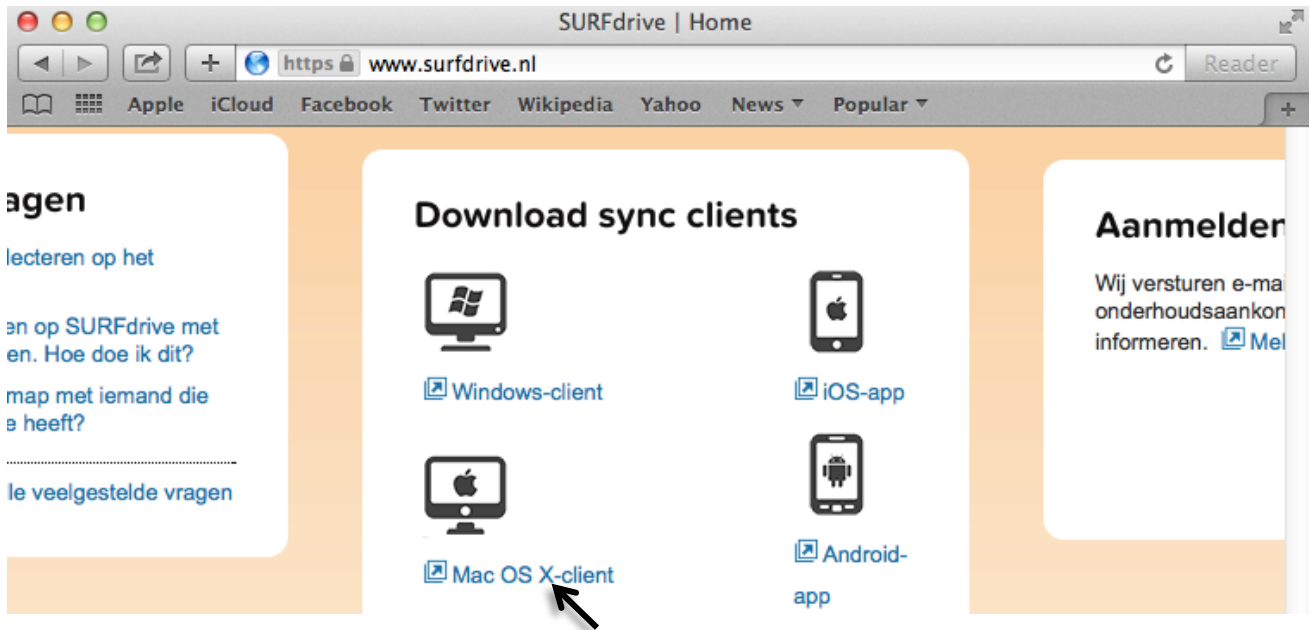 SURFdrive | Home
https www.surfdrive.nl
Reader
Apple iCloud Facebook Twitter Wikipedia Yahoo News Popular
agen
lecteren op het
en op SURFdrive met
en. Hoe doe ik dit?
map met iemand die
e heeft?
lle veelgestelde vragen
Download sync clients
Windows-client
iOS-app
Mac OS X-client
Android-
app
Aanmelden
Wij versturen e-mai
onderhoudsaankon
informeren. Mel